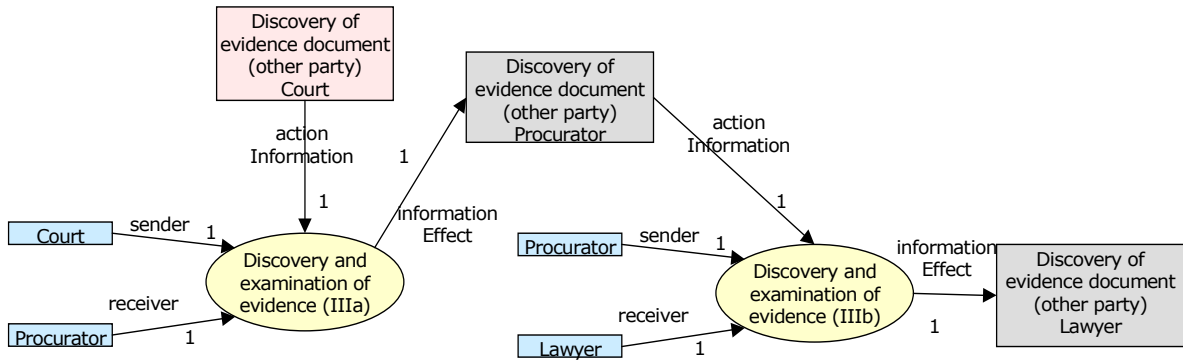 Discovery of
evidence document
(other party)
Court
Discovery of
evidence document
(other party)
Procurator
action
Information
1
action
Information
1
1
information
Effect
Court
sender
1
Discovery and
examination of
evidence (IIIa)
receiver
1
Procurator
Procurator
sender
1
Discovery and
examination of
evidence (IIIb)
receiver
1
Lawyer
information
Effect
1
Discovery of
evidence document
(other party)
Lawyer